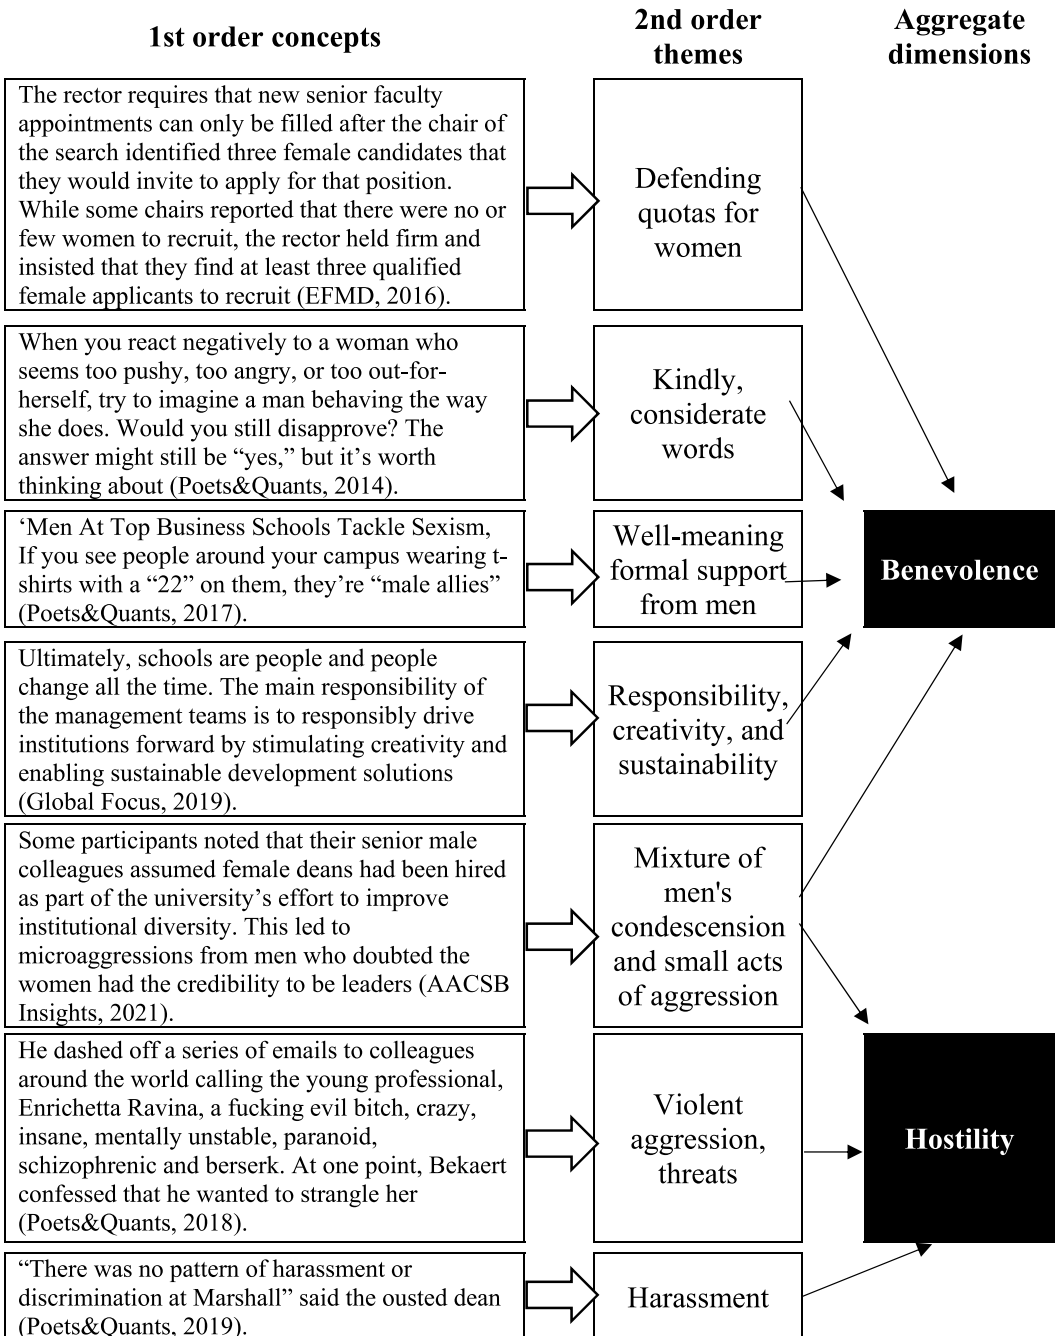 1st order concepts
2nd order
themes
Aggregate
dimensions
The rector requires that new senior faculty
appointments can only be filled after the chair of
the search identified three female candidates that
they would invite to apply for that position.
While some chairs reported that there were no or
few women to recruit, the rector held firm and
insisted that they find at least three qualified
female applicants to recruit (EFMD, 2016).
Defending
quotas for
women
When you react negatively to a woman who
seems too pushy, too angry, or too out-for-
herself, try to imagine a man behaving the way
she does. Would you still disapprove? The
answer might still be “yes,” but it’s worth
thinking about (Poets&Quants, 2014).
Kindly,
considerate
words
‘Men At Top Business Schools Tackle Sexism,
If you see people around your campus wearing t-
shirts with a “22” on them, they’re “male allies”
(Poets&Quants, 2017).
Well-meaning
formal support
from men
Benevolence
Ultimately, schools are people and people
change all the time. The main responsibility of
the management teams is to responsibly drive
institutions forward by stimulating creativity and
enabling sustainable development solutions
(Global Focus, 2019).
Responsibility,
creativity, and
sustainability
Some participants noted that their senior male
colleagues assumed female deans had been hired
as part of the university’s effort to improve
institutional diversity. This led to
microaggressions from men who doubted the
women had the credibility to be leaders (AACSB
Insights, 2021).
Mixture of
men's
condescension
and small acts
of aggression
He dashed off a series of emails to colleagues
around the world calling the young professional,
Enrichetta Ravina, a fucking evil bitch, crazy,
insane, mentally unstable, paranoid,
schizophrenic and berserk. At one point, Bekaert
confessed that he wanted to strangle her
(Poets&Quants, 2018).
Violent
aggression,
threats
Hostility
“There was no pattern of harassment or
discrimination at Marshall” said the ousted dean
(Poets&Quants, 2019).
Harassment